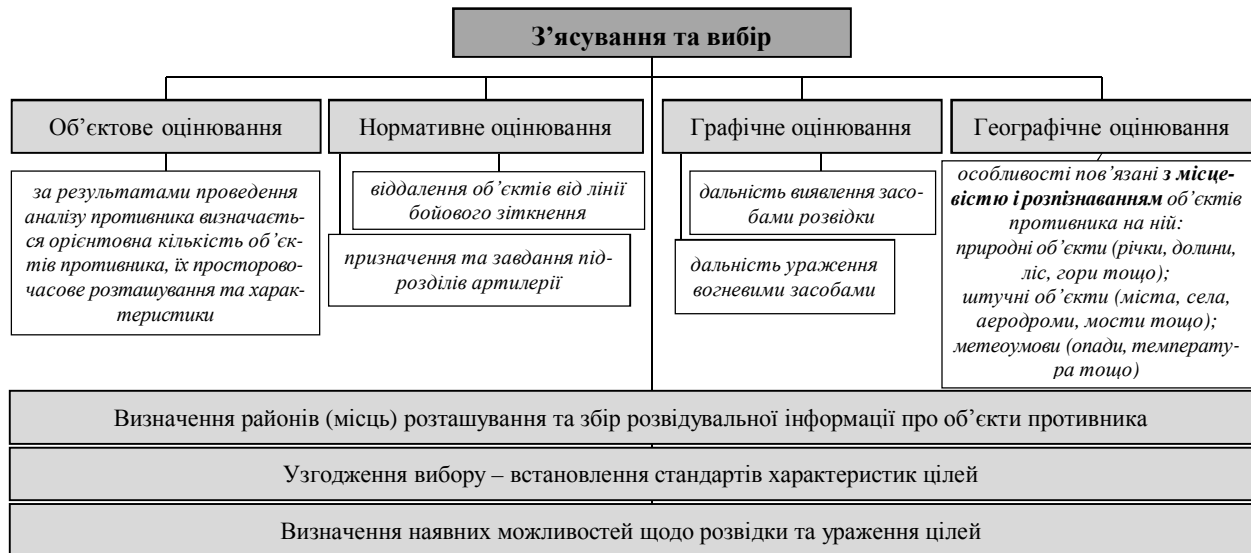 З’ясування та вибір
Об’єктове оцінювання
за результатами проведення
аналізу противника визначаєть-
ся орієнтовна кількість об’єк-
тів противника, їх просторово-
часове розташування та харак-
теристики
Нормативне оцінювання
віддалення об’єктів від лінії
бойового зіткнення
призначення та завдання під-
розділів артилерії
Графічне оцінювання
дальність виявлення засо-
бами розвідки
дальність ураження
вогневими засобами
Географічне оцінювання
особливості пов’язані з місце-
вістю і розпізнаванням об’єктів
противника на ній:
природні об’єкти (річки, долини,
ліс, гори тощо);
штучні об’єкти (міста, села,
аеродроми, мости тощо);
метеоумови (опади, температу-
ра тощо)
Визначення районів (місць) розташування та збір розвідувальної інформації про об’єкти противника
Узгодження вибору – встановлення стандартів характеристик цілей
Визначення наявних можливостей щодо розвідки та ураження цілей